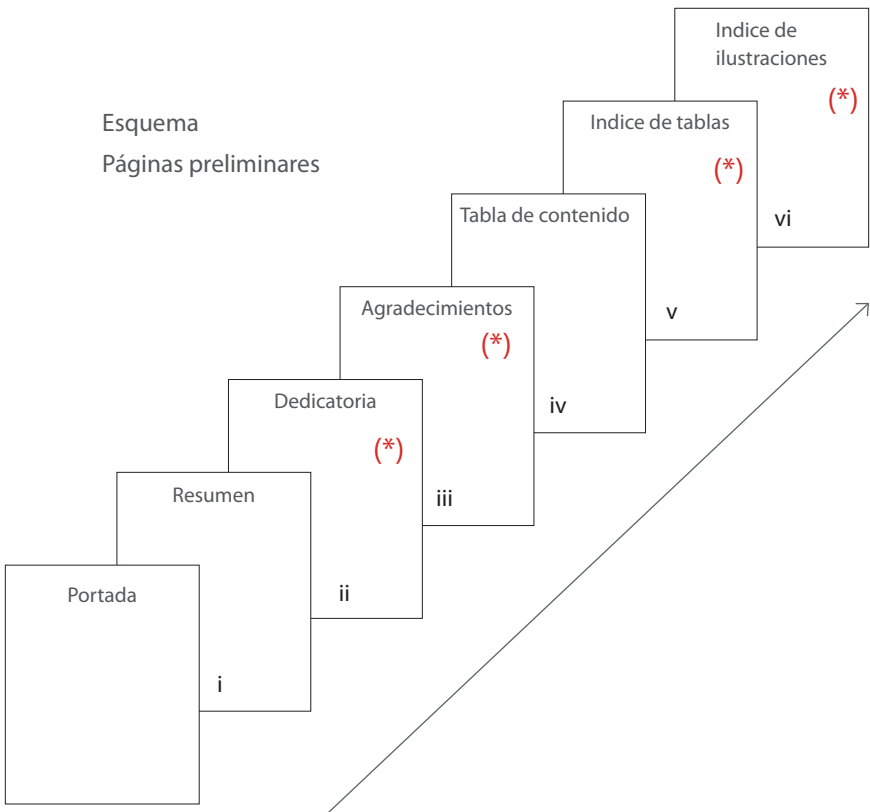 Esquema
Páginas preliminares
Portada
Resumen
i
Dedicatoria
(*)
ii
Agradecimientos
(*)
iii
Tabla de contenido
iv
Indice de tablas
(*)
v
Indice de
ilustraciones
(*)
vi